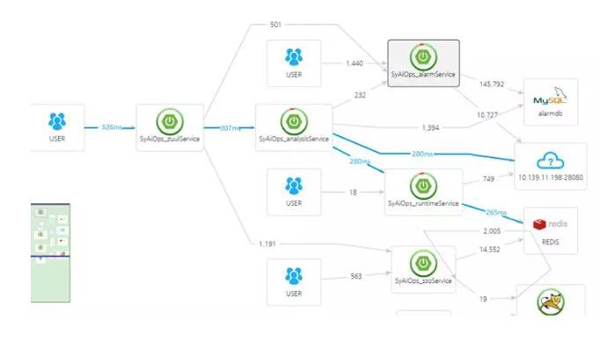 501
USER
1,440
SyAiOps_alarmService
145,792
MySQL
alarmdb
232
10,727
USER
326ms
SyAiOps_zuulService
307ms
SyAiOps_analysisService
1,394
280ms
280ms
10.139.11.198:28080
USER
18
SyAiOps_runtimeService
749
265ms
redis
REDIS
2,005
1,191
14,552
USER
563
SyAiOps_ssoService
19